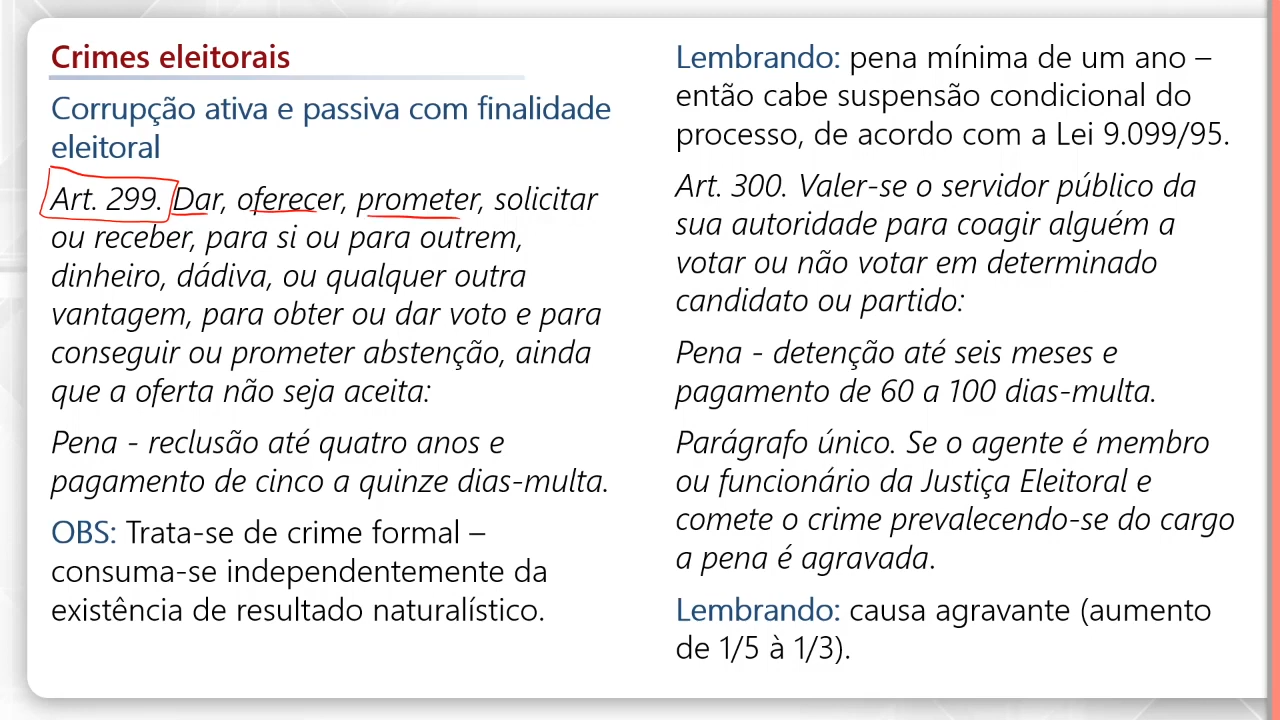 Crimes eleitorais
Corrupção ativa e passiva com finalidade
eleitoral
Art. 299. Dar, oferecer, prometer, solicitar
ou receber, para si ou para outrem,
dinheiro, dádiva, ou qualquer outra
vantagem, para obter ou dar voto e para
conseguir ou prometer abstenção, ainda
que a oferta não seja aceita:
Pena - reclusão até quatro anos e
pagamento de cinco a quinze dias-multa.
OBS: Trata-se de crime formal –
consuma-se independentemente da
existência de resultado naturalístico.
Lembrando: pena mínima de um ano –
então cabe suspensão condicional do
processo, de acordo com a Lei 9.099/95.
Art. 300. Valer-se o servidor público da
sua autoridade para coagir alguém a
votar ou não votar em determinado
candidato ou partido:
Pena - detenção até seis meses e
pagamento de 60 a 100 dias-multa.
Parágrafo único. Se o agente é membro
ou funcionário da Justiça Eleitoral e
comete o crime prevalecendo-se do cargo
a pena é agravada.
Lembrando: causa agravante (aumento
de 1/5 à 1/3).